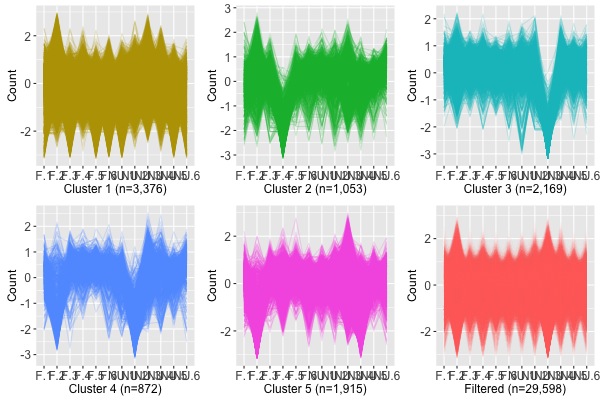 Count
2
0
-2
Cluster 1 (n=3,376)
Count
3
2
1
0
-1
-2
-3
Cluster 2 (n=1,053)
Count
2
1
0
-1
-2
-3
Cluster 3 (n=2,169)
Count
2
1
0
-1
-2
-3
Cluster 4 (n=872)
Count
2
0
-2
Cluster 5 (n=1,915)
Count
2
0
-2
Filtered (n=29,598)